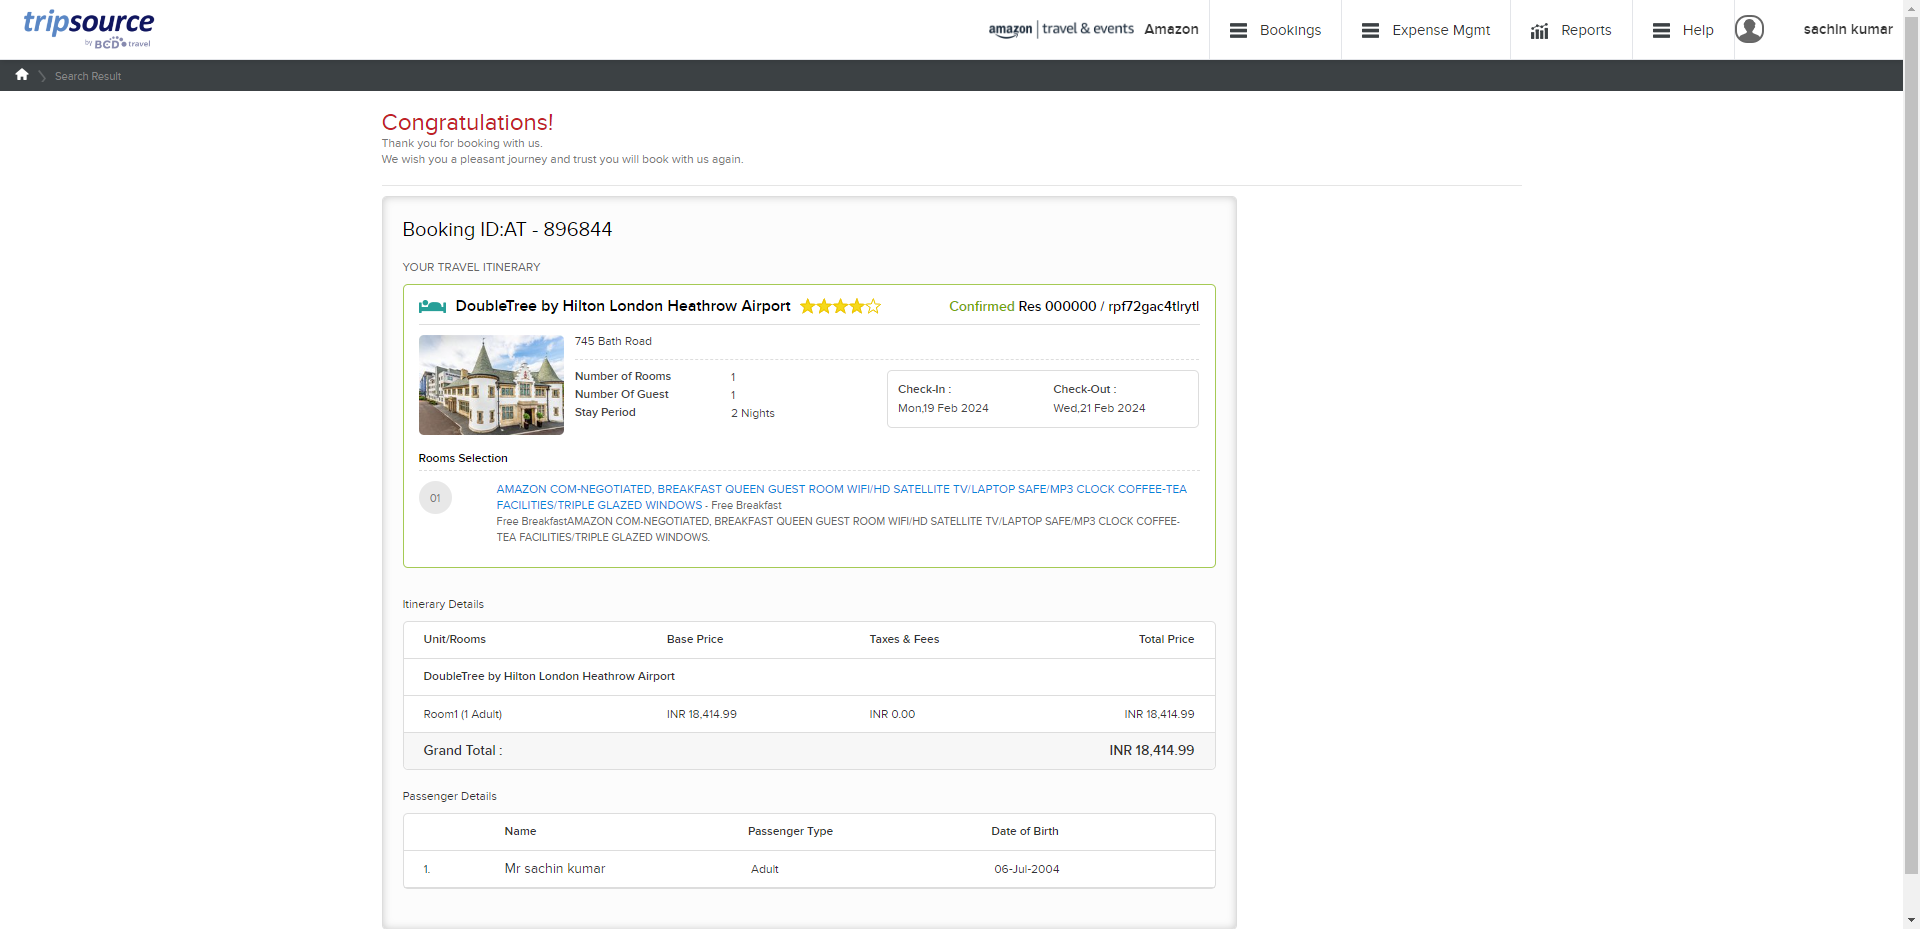 tripsource
by BCD travel
amazon travel & events Amazon
Bookings
Expense Mgmt
Reports
Help
sachin kumar
Search Result
Congratulations!
Thank you for booking with us.
We wish you a pleasant journey and trust you will book with us again.
Booking ID:AT - 896844
YOUR TRAVEL ITINERARY
DoubleTree by Hilton London Heathrow Airport
Confirmed Res 000000 / rpf72gac4tlrytl
745 Bath Road
Number of Rooms 1
Number Of Guest 1
Stay Period 2 Nights
Check-In : Check-Out :
Mon,19 Feb 2024 Wed,21 Feb 2024
Rooms Selection
01
AMAZON COM-NEGOTIATED, BREAKFAST QUEEN GUEST ROOM WIFI/HD SATELLITE TV/LAPTOP SAFE/MP3 CLOCK COFFEE-TEA
FACILITIES/TRIPLE GLAZED WINDOWS - Free Breakfast
Free BreakfastAMAZON COM-NEGOTIATED, BREAKFAST QUEEN GUEST ROOM WIFI/HD SATELLITE TV/LAPTOP SAFE/MP3 CLOCK COFFEE-
TEA FACILITIES/TRIPLE GLAZED WINDOWS.
Itinerary Details
Unit/Rooms Base Price Taxes & Fees Total Price
DoubleTree by Hilton London Heathrow Airport
Room1 (1 Adult) INR 18,414.99 INR 0.00 INR 18,414.99
Grand Total : INR 18,414.99
Passenger Details
Name Passenger Type Date of Birth
1. Mr sachin kumar Adult 06-Jul-2004